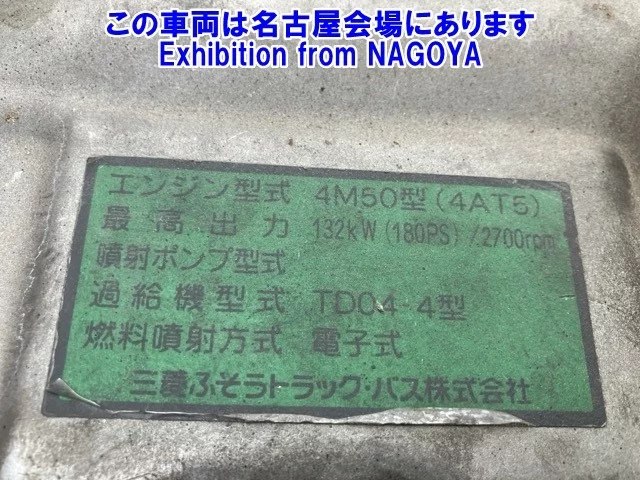 この車両は名古屋会場にあります
Exhibition from NAGOYA
エンジン型式 4M50型(4AT5)
最高出力 132kW(180PS)/2700rpm
噴射ポンプ型式
過給機型式 TD04-4型
燃料噴射方式 電子式
三菱ふそうトラック・バス株式会社